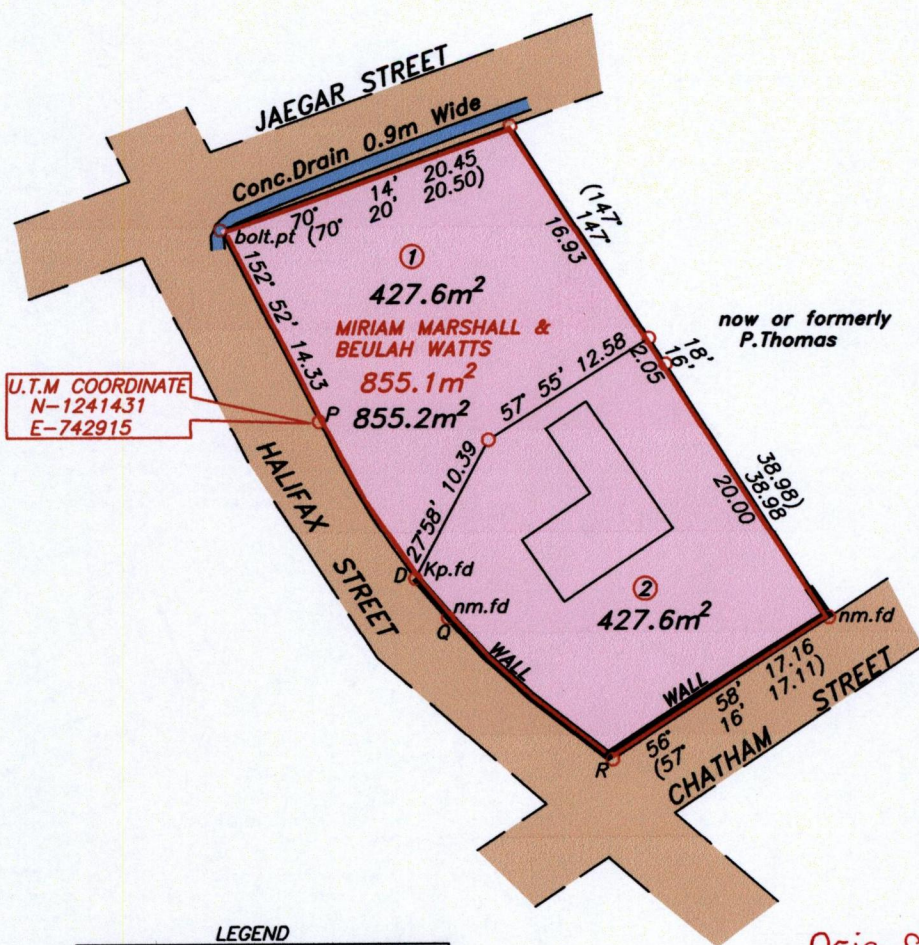 JAEGAR STREET
Conc.Drain 0.9m Wide
70° 14' 20.45
(70° 20' 20.50)
bolt.pt
(147°
147°
16.93
①
427.6m²
152° 52' 14.33
MIRIAM MARSHALL &
BEULAH WATTS
855.1m²
855.2m²
now or formerly
P.Thomas
18'
16'
2.05
57° 55' 12.58
U.T.M COORDINATE
N-1241431
E-742915
P
HALIFAX STREET
27°58' 10.39
38.98)
38.98
20.00
D
Kp.fd
nm.fd
Q
②
427.6m²
nm.fd
WALL
WALL
56° 58' 17.16
(57° 16' 17.11)
R
CHATHAM STREET
LEGEND